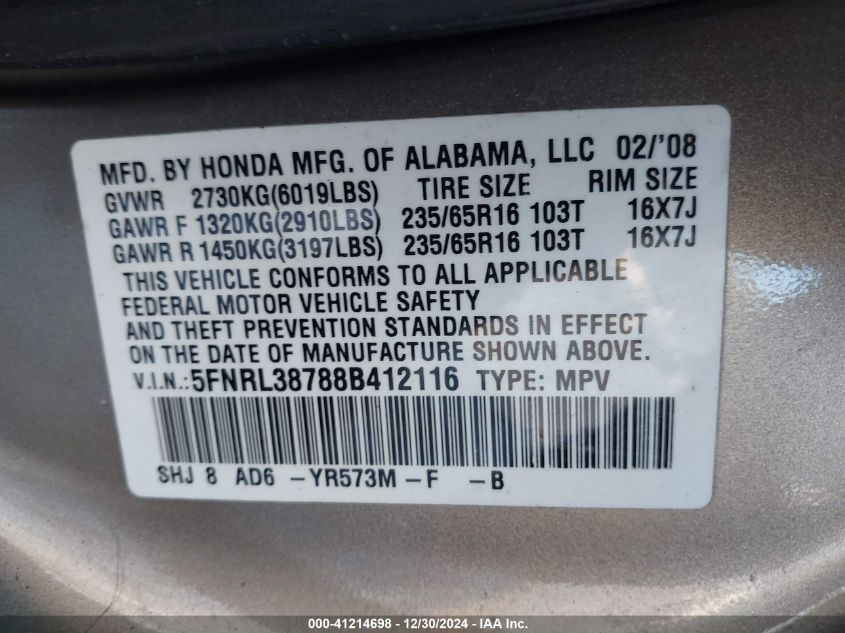 MFD. BY HONDA MFG. OF ALABAMA, LLC 02/'08
GVWR 2730KG(6019LBS) TIRE SIZE RIM SIZE
GAWR F 1320KG(2910LBS) 235/65R16 103T 16X7J
GAWR R 1450KG(3197LBS) 235/65R16 103T 16X7J
THIS VEHICLE CONFORMS TO ALL APPLICABLE
FEDERAL MOTOR VEHICLE SAFETY
AND THEFT PREVENTION STANDARDS IN EFFECT
ON THE DATE OF MANUFACTURE SHOWN ABOVE.
V.I.N.:5FNRL38788B412116 TYPE: MPV
SHJ 8 AD6 -YR573M -F -B
000-41214698 - 12/30/2024 - IAA Inc.